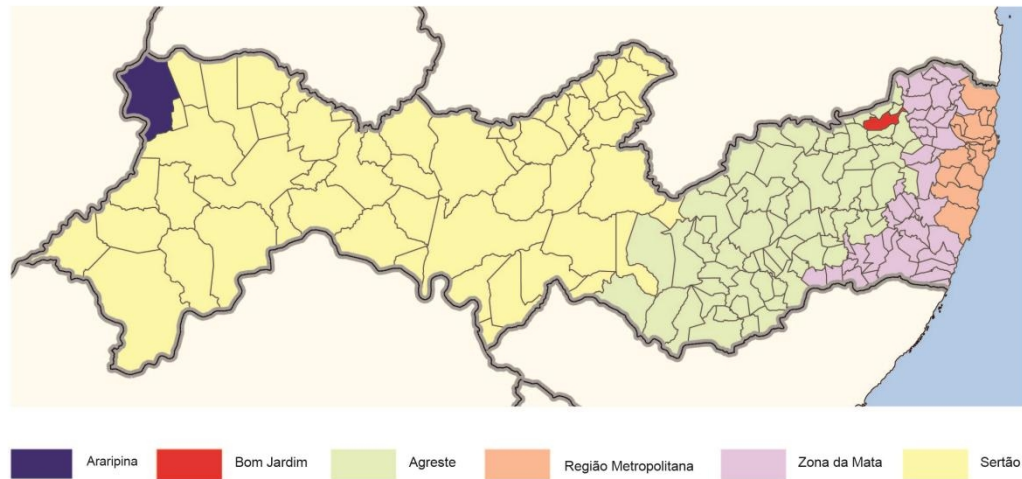 Araripina
Bom Jardim
Agreste
Região Metropolitana
Zona da Mata
Sertão